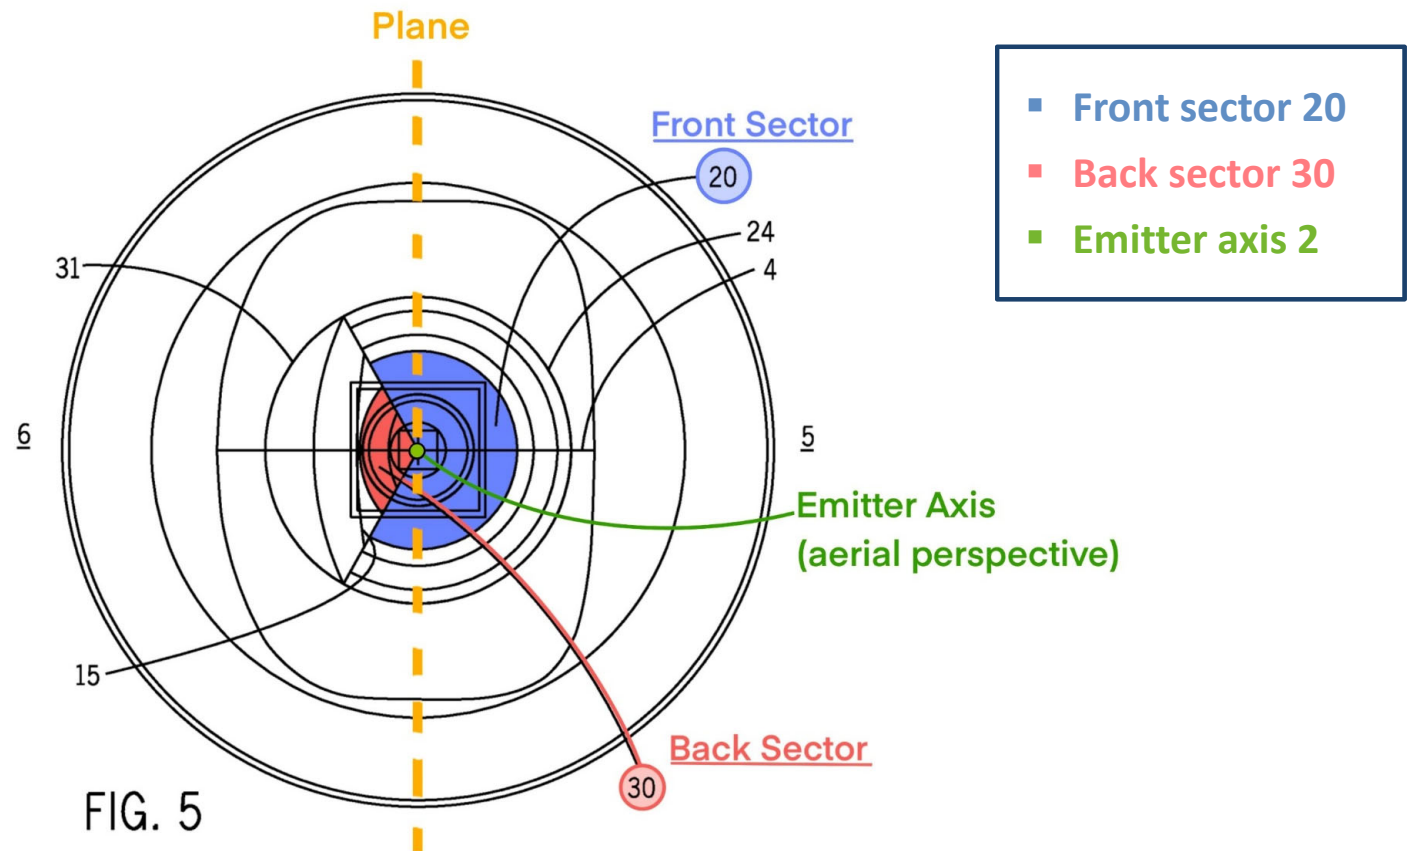 Plane
Front Sector
20
24
4
31
6
5
Emitter Axis
(aerial perspective)
15
Back Sector
30
FIG. 5
▪ Front sector 20
▪ Back sector 30
▪ Emitter axis 2